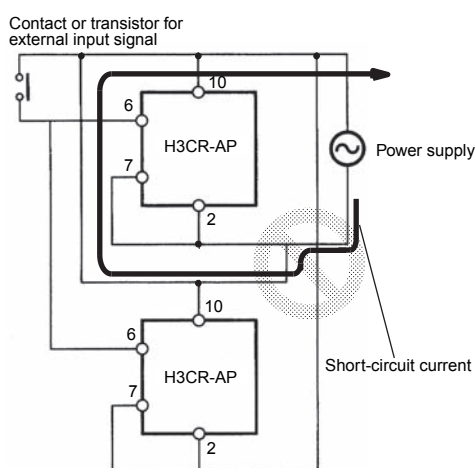 Contact or transistor for
external input signal
10
6
H3CR-AP
7
2
Power supply
10
6
H3CR-AP
7
2
Short-circuit current